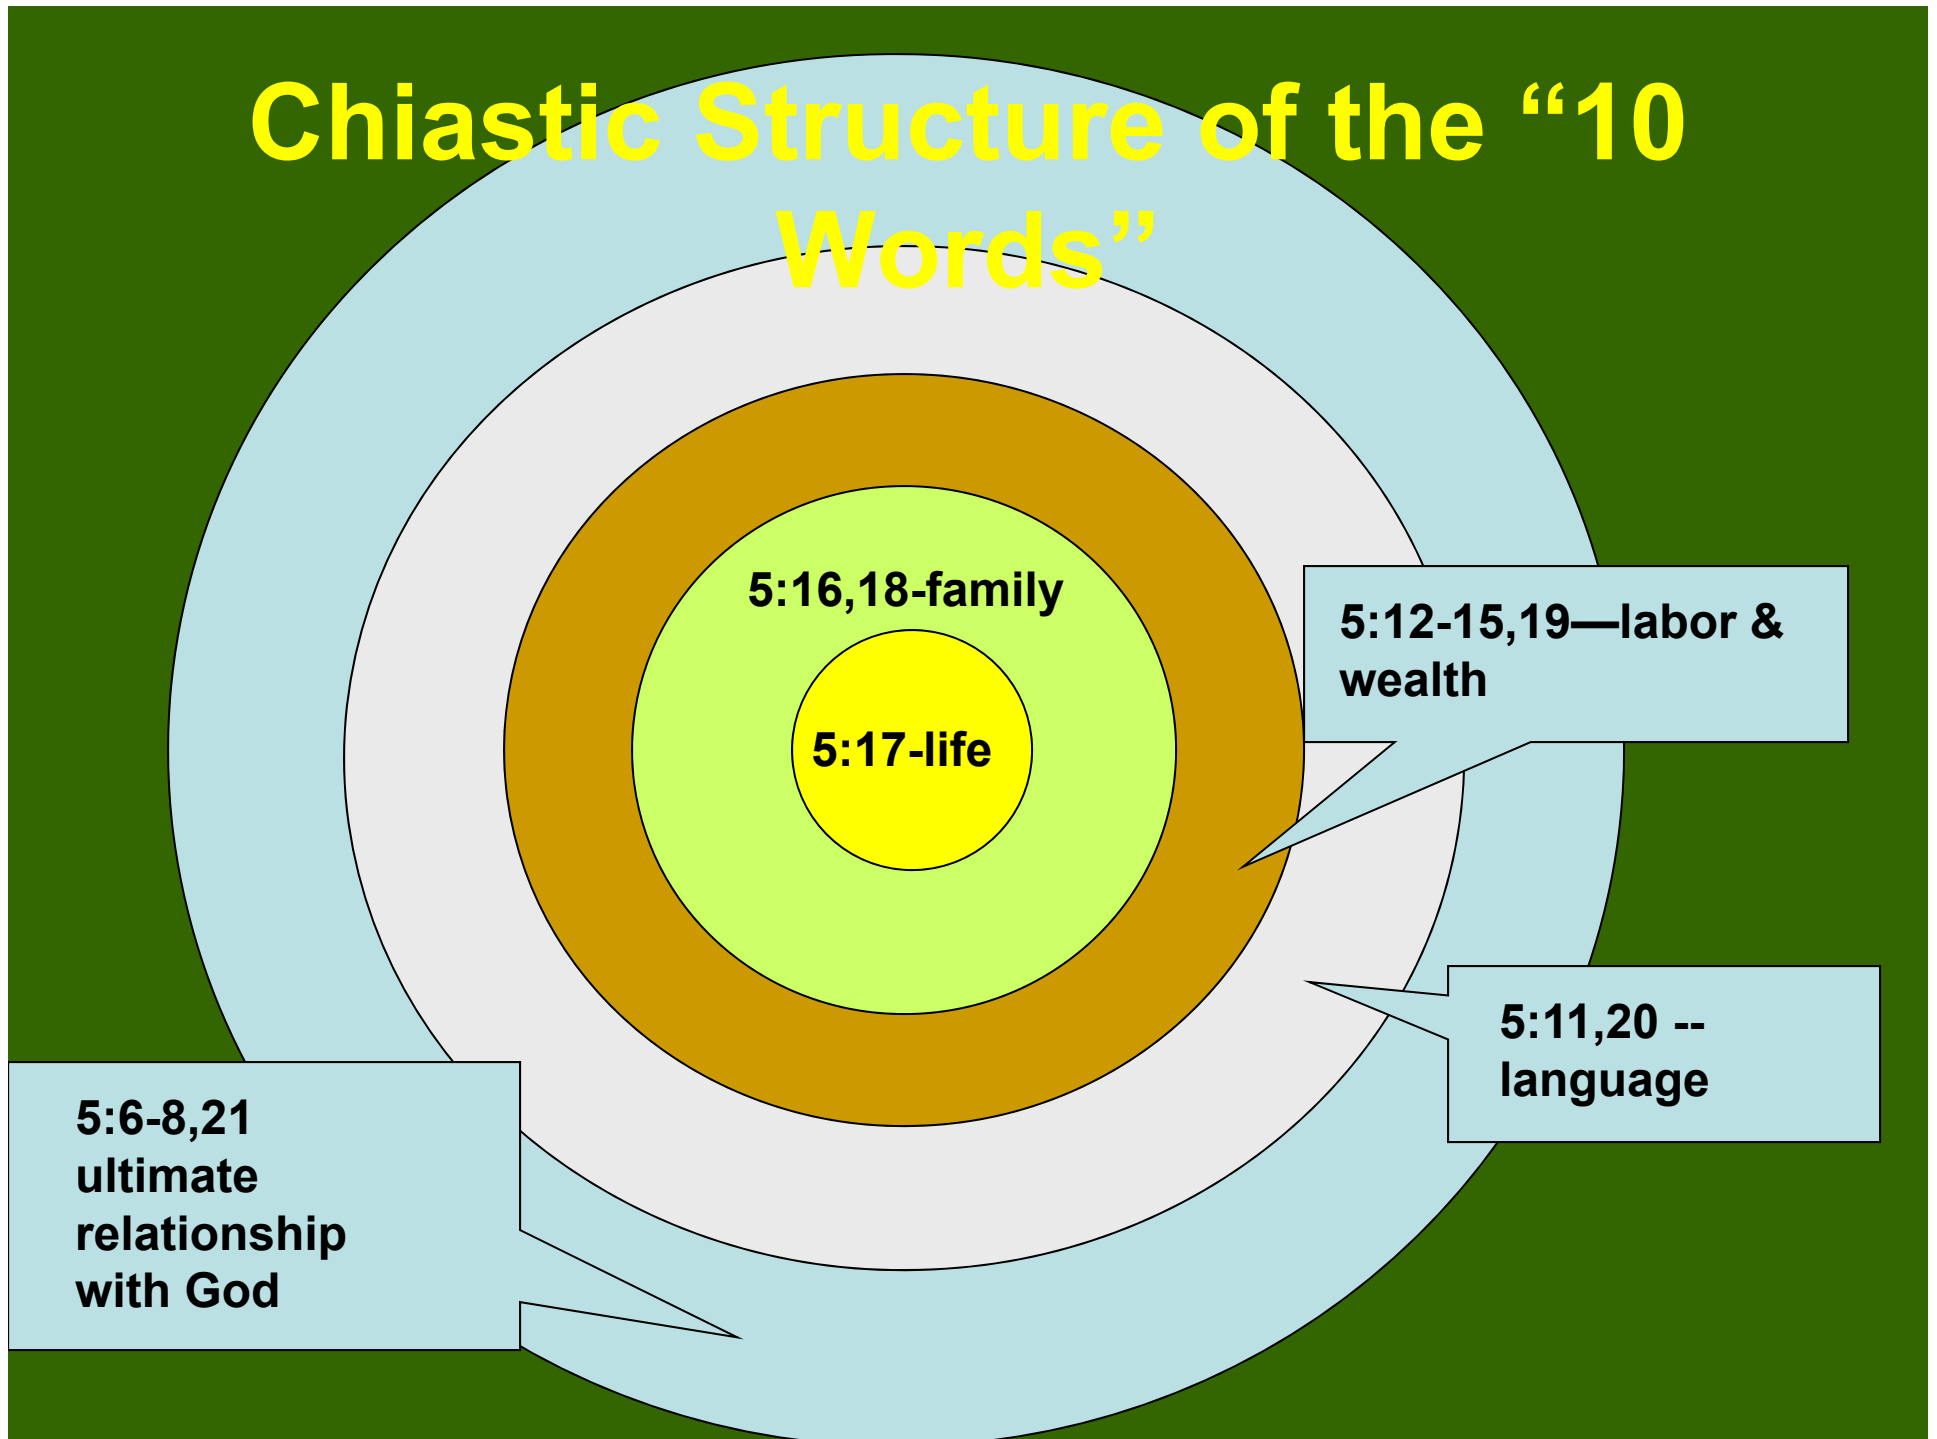 Chiastic Structure of the “10
Words”
5:16,18-family
5:12-15,19—labor &
wealth
5:17-life
5:11,20 --
language
5:6-8,21
ultimate
relationship
with God